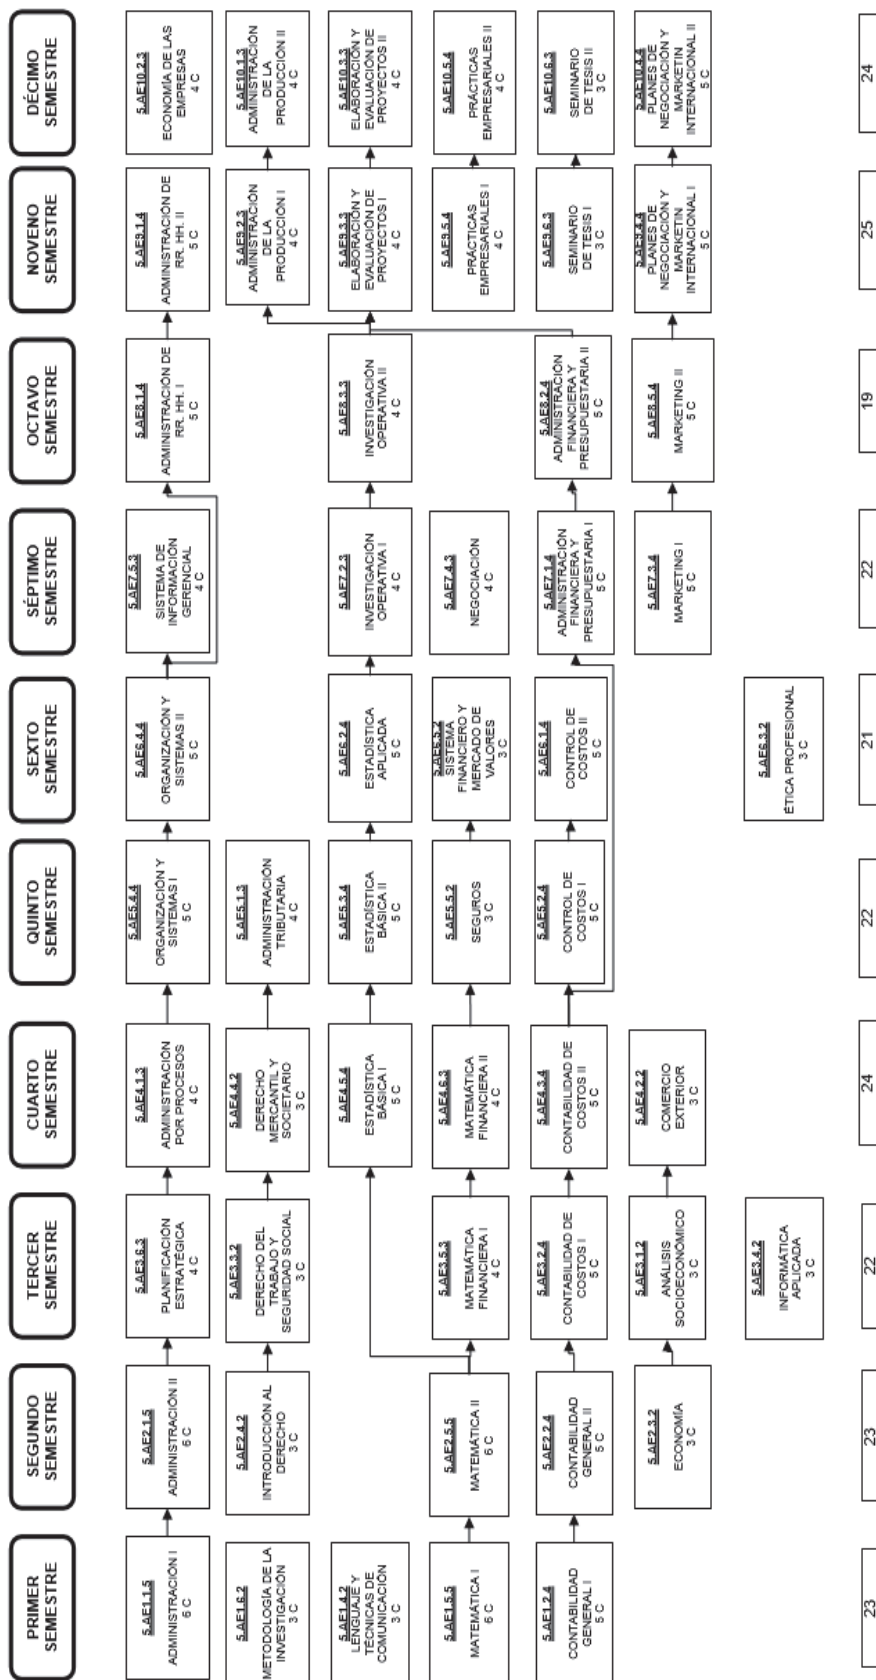 PRIMER
SEMESTRE
SEGUNDO
SEMESTRE
TERCER
SEMESTRE
CUARTO
SEMESTRE
QUINTO
SEMESTRE
SEXTO
SEMESTRE
SÉPTIMO
SEMESTRE
OCTAVO
SEMESTRE
NOVENO
SEMESTRE
DÉCIMO
SEMESTRE
5.AE1.1.5
ADMINISTRACIÓN I
6 C
5.AE2.1.5
ADMINISTRACIÓN II
6 C
5.AE3.6.3
PLANIFICACIÓN
ESTRATÉGICA
4 C
5.AE4.1.3
ADMINISTRACIÓN
POR PROCESOS
4 C
5.AE5.4.4
ORGANIZACIÓN Y
SISTEMAS I
5 C
5.AE6.4.4
ORGANIZACIÓN Y
SISTEMAS II
5 C
5.AE7.5.3
SISTEMA DE
INFORMACIÓN
GERENCIAL
4 C
5.AE8.1.4
ADMINISTRACIÓN DE
RR. HH. I
5 C
5.AE9.1.4
ADMINISTRACIÓN DE
RR. HH. II
5 C
5.AE10.2.3
ECONOMÍA DE LAS
EMPRESAS
4 C
5.AE1.6.2
METODOLOGÍA DE LA
INVESTIGACIÓN
3 C
5.AE2.4.2
INTRODUCCIÓN AL
DERECHO
3 C
5.AE3.3.2
DERECHO DEL
TRABAJO Y
SEGURIDAD SOCIAL
3 C
5.AE4.4.2
DERECHO
MERCANTIL Y
SOCIETARIO
3 C
5.AE5.1.3
ADMINISTRACIÓN
TRIBUTARIA
4 C
5.AE9.2.3
ADMINISTRACIÓN
DE LA
PRODUCCIÓN I
4 C
5.AE10.1.3
ADMINISTRACIÓN
DE LA
PRODUCCIÓN II
4 C
5.AE1.4.2
LENGUAJE Y
TÉCNICAS DE
COMUNICACIÓN
3 C
5.AE4.5.4
ESTADÍSTICA
BÁSICA I
5 C
5.AE5.3.4
ESTADÍSTICA
BÁSICA II
5 C
5.AE6.2.4
ESTADÍSTICA
APLICADA
5 C
5.AE7.2.3
INVESTIGACIÓN
OPERATIVA I
4 C
5.AE8.3.3
INVESTIGACIÓN
OPERATIVA II
4 C
5.AE9.3.3
ELABORACIÓN Y
EVALUACIÓN DE
PROYECTOS I
4 C
5.AE10.3.3
ELABORACIÓN Y
EVALUACIÓN DE
PROYECTOS II
4 C
5.AE1.5.5
MATEMÁTICA I
6 C
5.AE2.5.5
MATEMÁTICA II
6 C
5.AE3.5.3
MATEMÁTICA
FINANCIERA I
4 C
5.AE4.6.3
MATEMÁTICA
FINANCIERA II
4 C
5.AE5.5.2
SEGUROS
3 C
5.AE6.5.2
SISTEMA
FINANCIERO Y
MERCADO DE
VALORES
3 C
5.AE7.4.3
NEGOCIACIÓN
4 C
5.AE9.5.4
PRÁCTICAS
EMPRESARIALES I
4 C
5.AE10.5.4
PRÁCTICAS
EMPRESARIALES II
4 C
5.AE1.2.4
CONTABILIDAD
GENERAL I
5 C
5.AE2.2.4
CONTABILIDAD
GENERAL II
5 C
5.AE3.2.4
CONTABILIDAD DE
COSTOS I
5 C
5.AE4.3.4
CONTABILIDAD DE
COSTOS II
5 C
5.AE5.2.4
CONTROL DE
COSTOS I
5 C
5.AE6.1.4
CONTROL DE
COSTOS II
5 C
5.AE7.1.4
ADMINISTRACIÓN
FINANCIERA Y
PRESUPUESTARIA I
5 C
5.AE8.2.4
ADMINISTRACIÓN
FINANCIERA Y
PRESUPUESTARIA II
5 C
5.AE9.6.3
SEMINARIO
DE TESIS I
3 C
5.AE10.6.3
SEMINARIO
DE TESIS II
3 C
5.AE2.3.2
ECONOMÍA
3 C
5.AE3.1.2
ANÁLISIS
SOCIOECONÓMICO
3 C
5.AE4.2.2
COMERCIO
EXTERIOR
3 C
5.AE7.3.4
MARKETING I
5 C
5.AE8.5.4
MARKETING II
5 C
5.AE9.4.4
PLANES DE
NEGOCIACIÓN Y
MARKETIN
INTERNACIONAL I
5 C
5.AE10.4.4
PLANES DE
NEGOCIACIÓN Y
MARKETIN
INTERNACIONAL II
5 C
5.AE3.4.2
INFORMÁTICA
APLICADA
3 C
5.AE6.3.2
ÉTICA PROFESIONAL
3 C
23
23
22
24
22
21
22
19
25
24